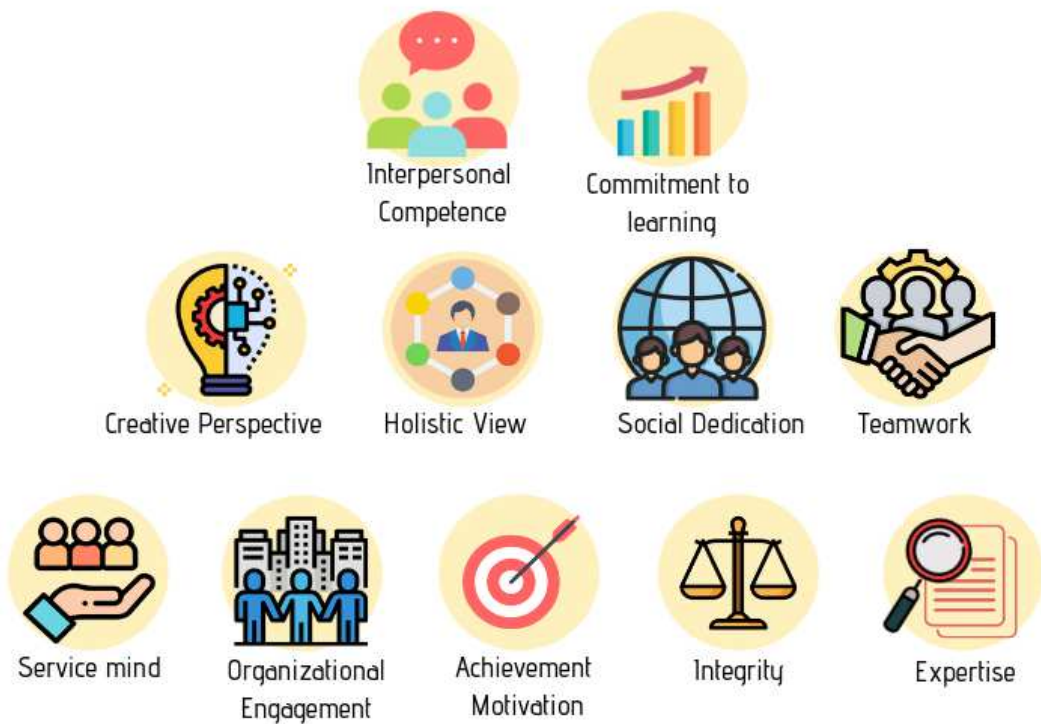 Interpersonal
Competence
Commitment to
learning
Creative Perspective
Holistic View
Social Dedication
Teamwork
Service mind
Organizational
Engagement
Achievement
Motivation
Integrity
Expertise